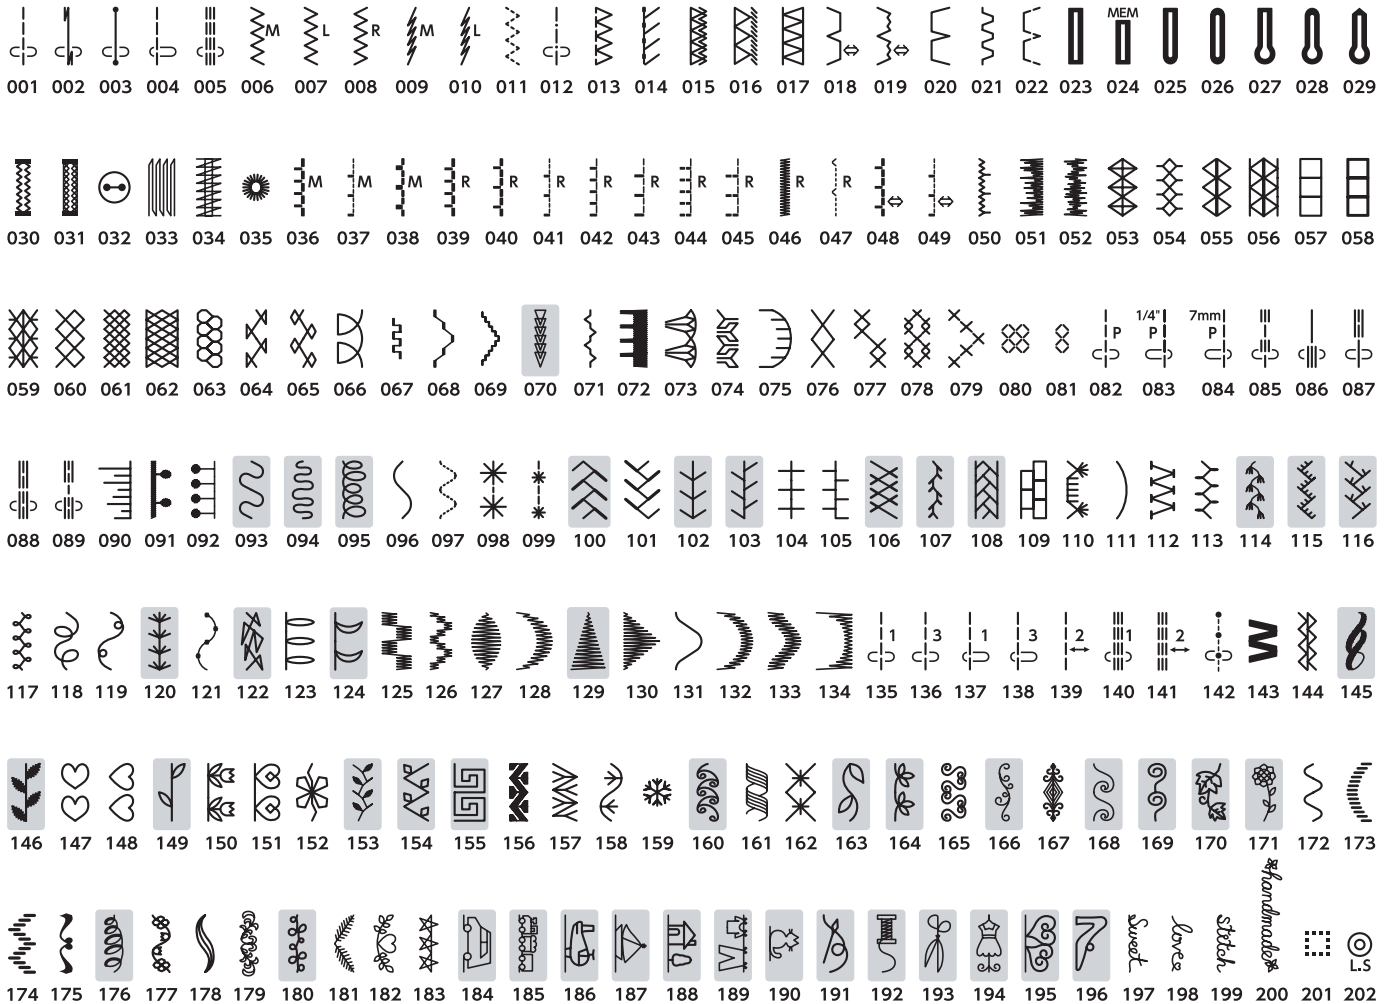 MEM
M L R M L
001 002 003 004 005 006 007 008 009 010 011 012 013 014 015 016 017 018 019 020 021 022 023 024 025 026 027 028 029
M M M R R R R R R R R R
030 031 032 033 034 035 036 037 038 039 040 041 042 043 044 045 046 047 048 049 050 051 052 053 054 055 056 057 058
1/4" 7mm
P P P
059 060 061 062 063 064 065 066 067 068 069 070 071 072 073 074 075 076 077 078 079 080 081 082 083 084 085 086 087
088 089 090 091 092 093 094 095 096 097 098 099 100 101 102 103 104 105 106 107 108 109 110 111 112 113 114 115 116
1 3 1 3 2 1 2
117 118 119 120 121 122 123 124 125 126 127 128 129 130 131 132 133 134 135 136 137 138 139 140 141 142 143 144 145
146 147 148 149 150 151 152 153 154 155 156 157 158 159 160 161 162 163 164 165 166 167 168 169 170 171 172 173
Sweet love stitch handmade
L.S
174 175 176 177 178 179 180 181 182 183 184 185 186 187 188 189 190 191 192 193 194 195 196 197 198 199 200 201 202